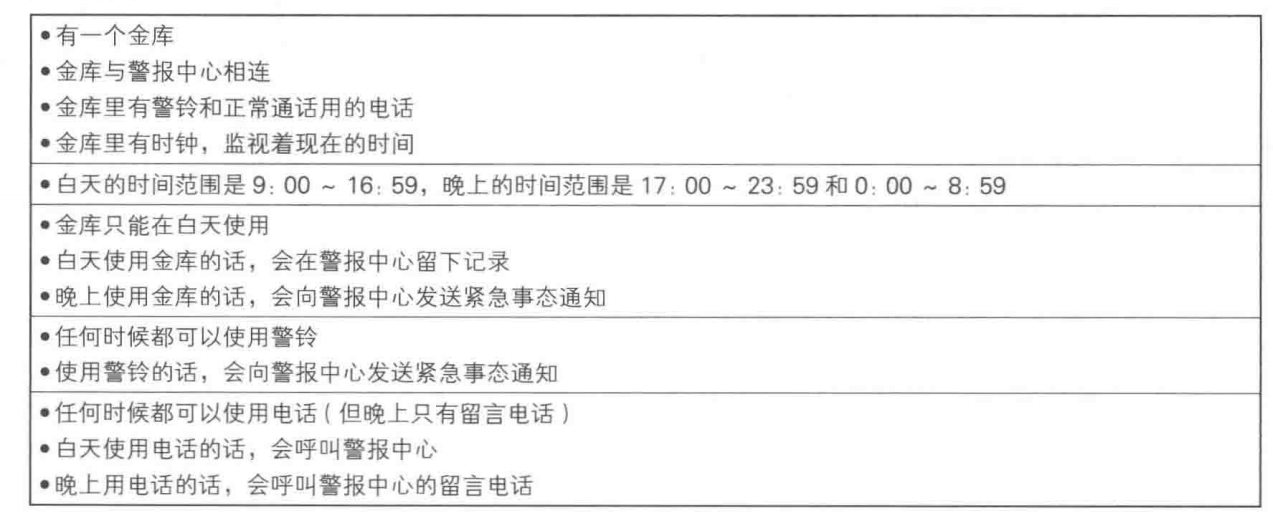 ●有一个金库
●金库与警报中心相连
●金库里有警铃和正常通话用的电话
●金库里有时钟，监视着现在的时间
●白天的时间范围是 9：00 ~ 16：59，晚上的时间范围是 17：00 ~ 23：59 和 0：00 ~ 8：59
●金库只能在白天使用
●白天使用金库的话，会在警报中心留下记录
●晚上使用金库的话，会向警报中心发送紧急事态通知
●任何时候都可以使用警铃
●使用警铃的话，会向警报中心发送紧急事态通知
●任何时候都可以使用电话（但晚上只有留言电话）
●白天使用电话的话，会呼叫警报中心
●晚上用电话的话，会呼叫警报中心的留言电话